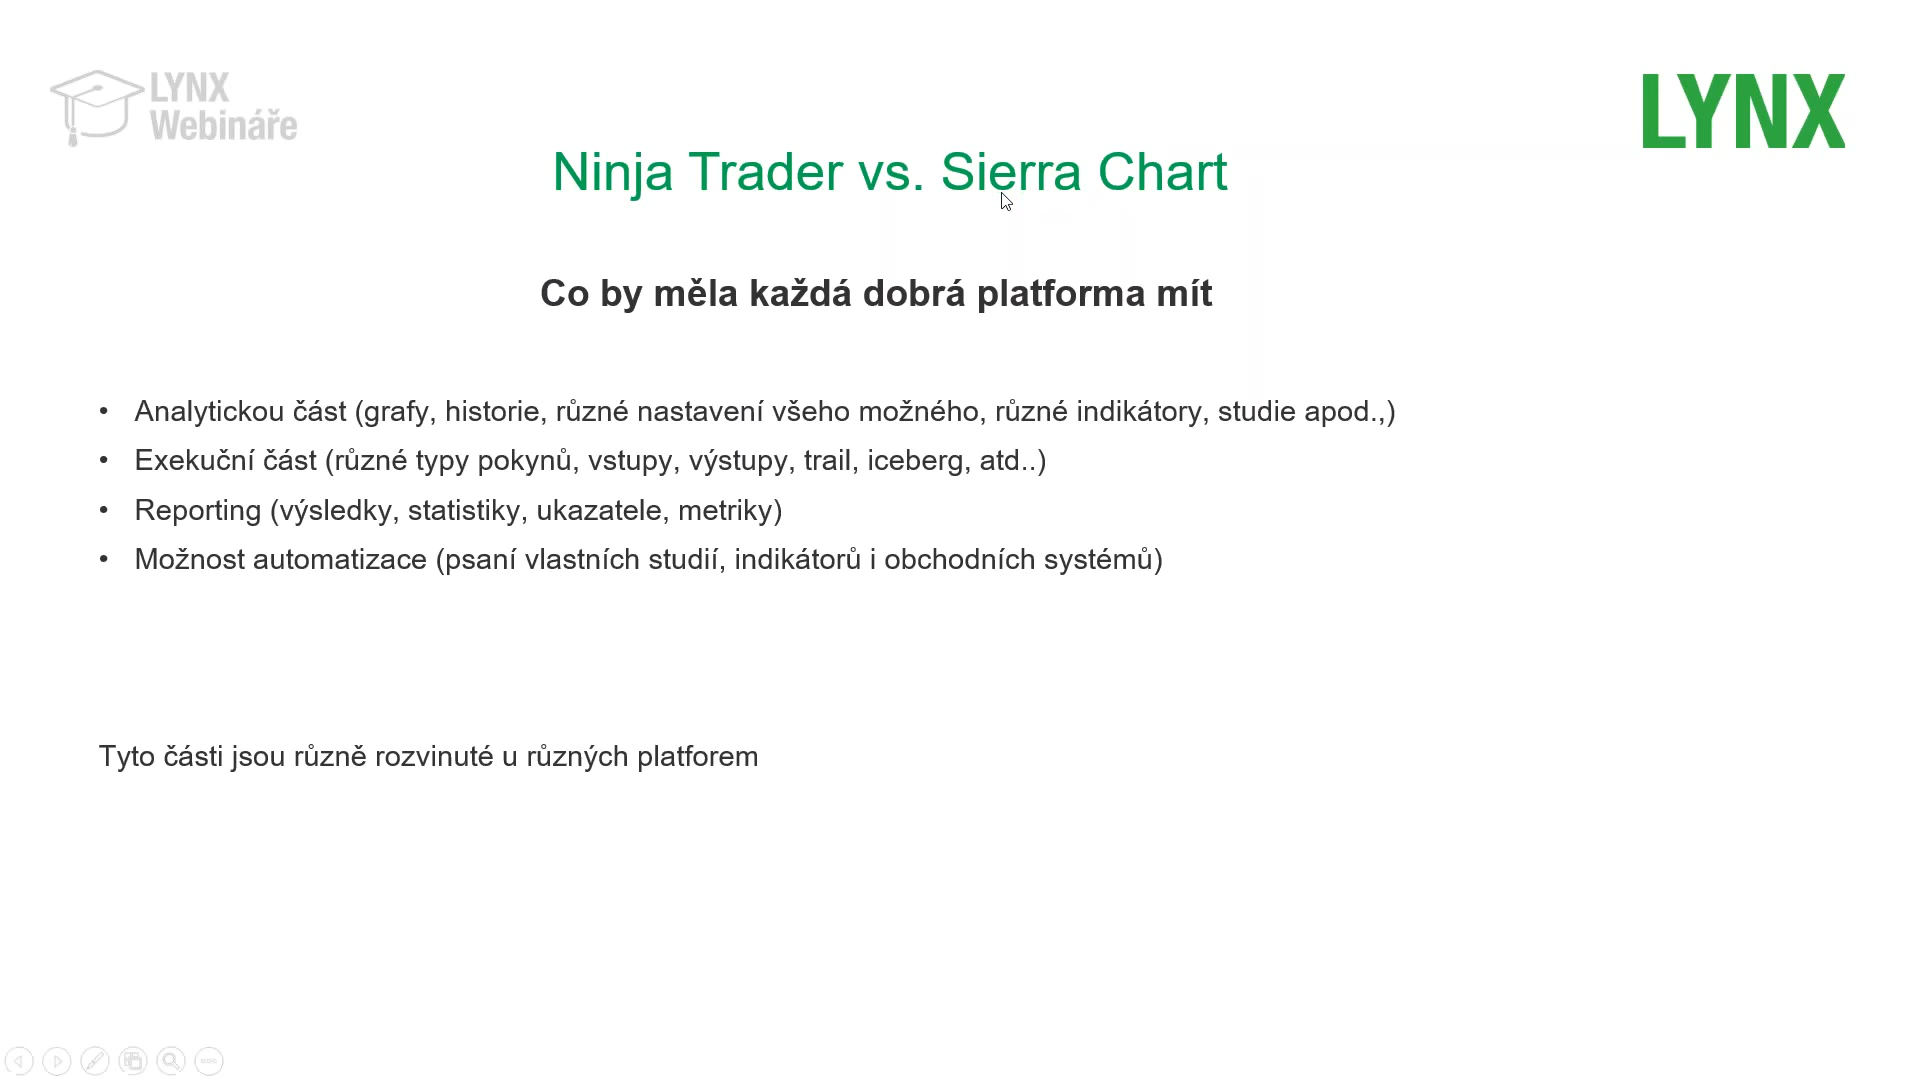 LYNX
Webináře
LYNX
Ninja Trader vs. Sierra Chart
Co by měla každá dobrá platforma mít
• Analytickou část (grafy, historie, různé nastavení všeho možného, různé indikátory, studie apod.,)
• Exekuční část (různé typy pokynů, vstupy, výstupy, trail, iceberg, atd..)
• Reporting (výsledky, statistiky, ukazatele, metriky)
• Možnost automatizace (psaní vlastních studií, indikátorů i obchodních systémů)
Tyto části jsou různě rozvinuté u různých platforem